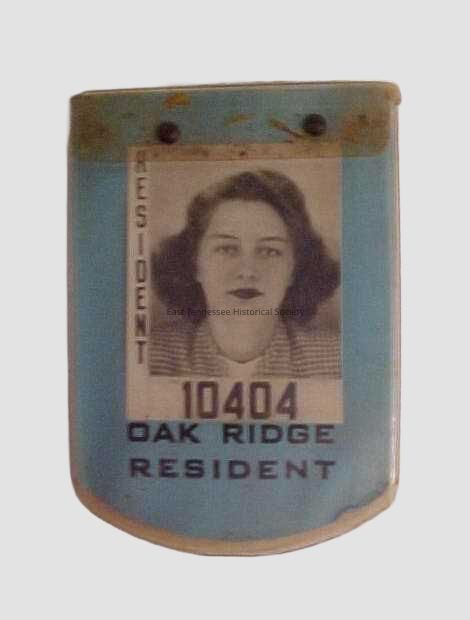 RESIDENT
East Tennessee Historical Society
10404
OAK RIDGE
RESIDENT